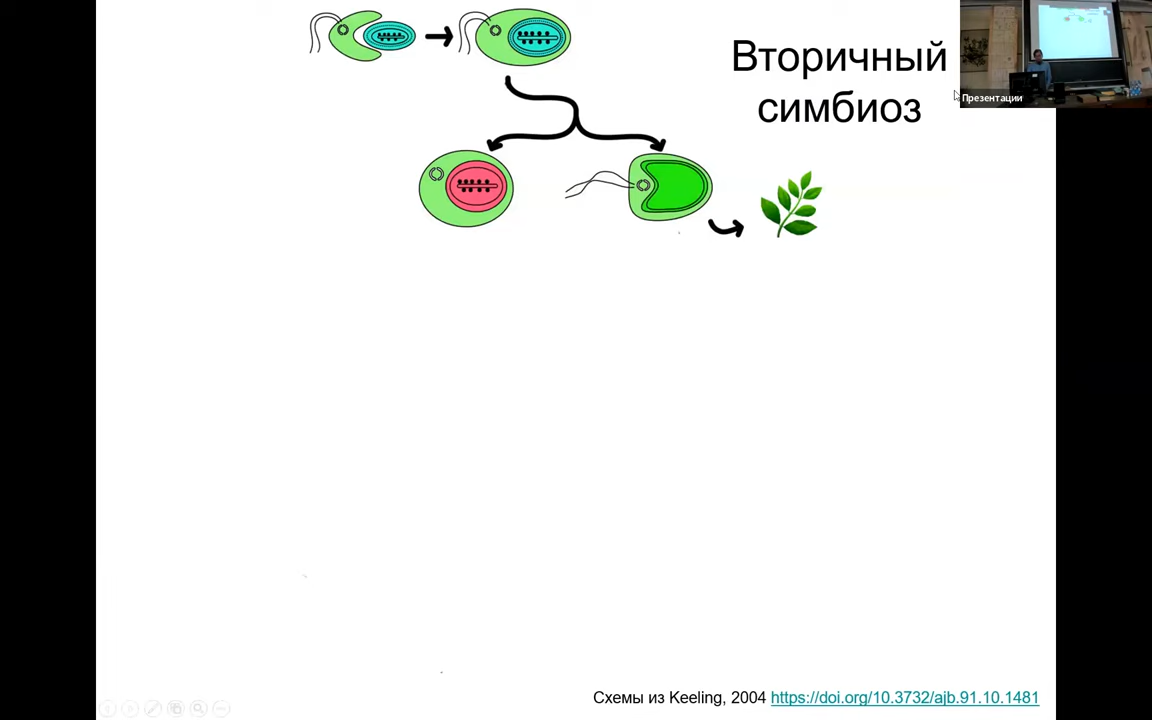 Вторичный
симбиоз
Презентации
Схемы из Keeling, 2004 https://doi.org/10.3732/ajb.91.10.1481